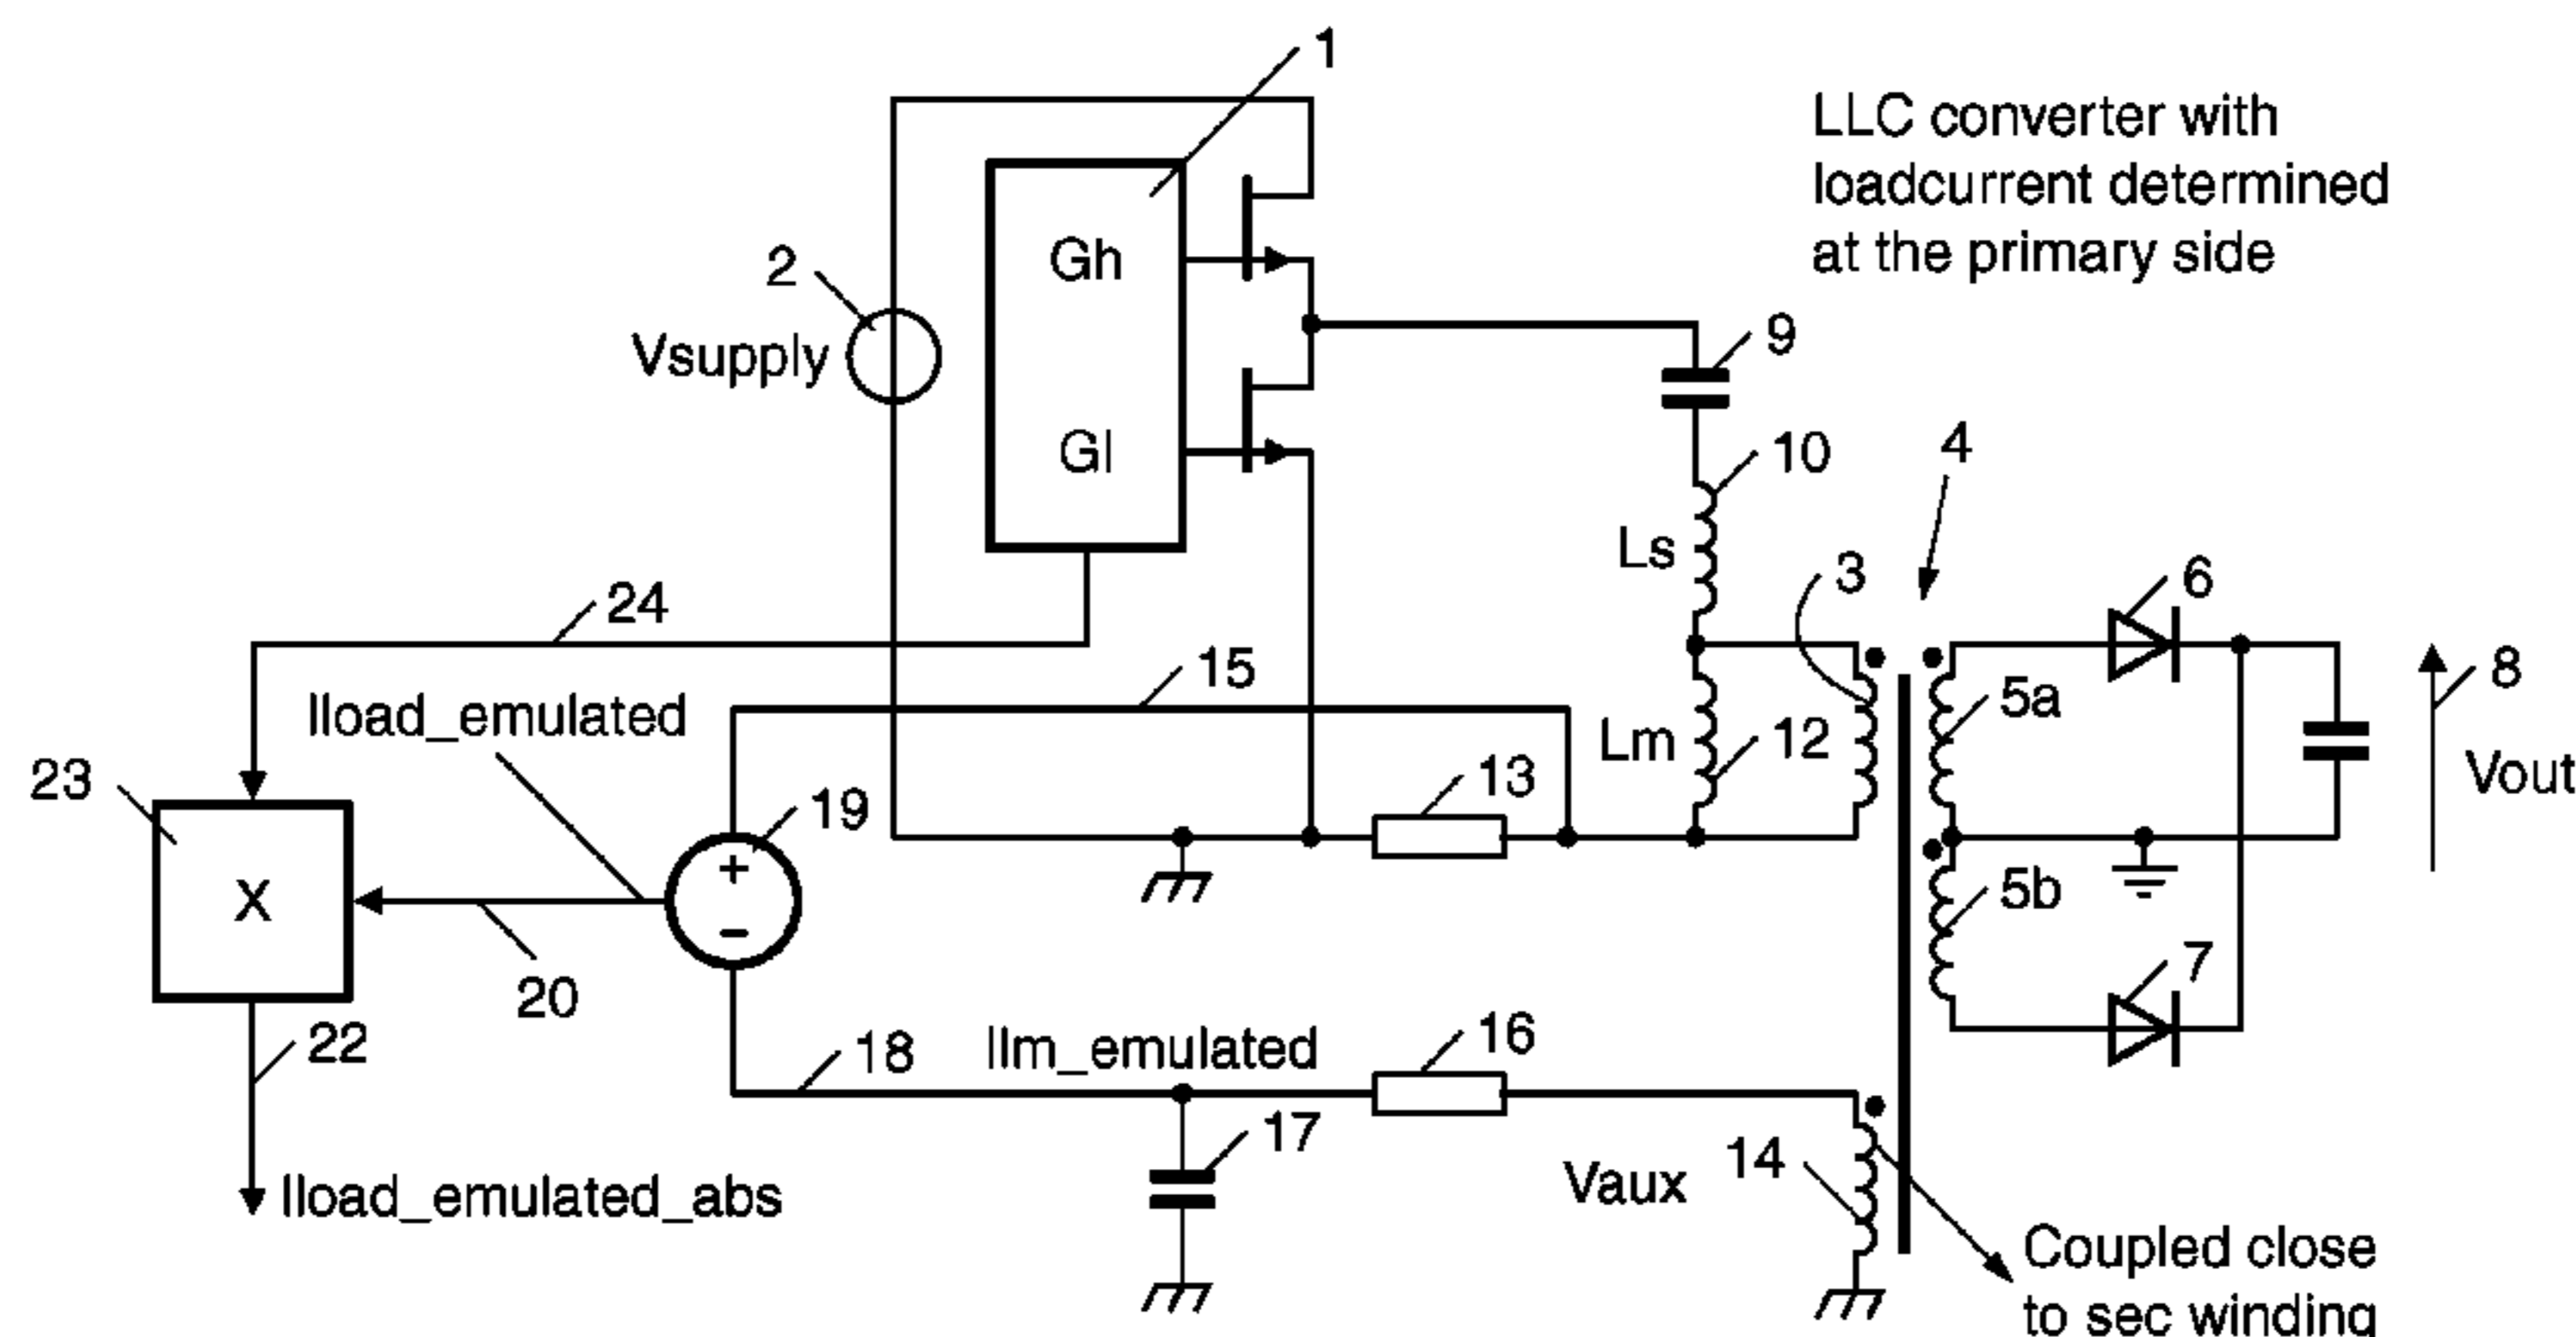 1
LLC converter with
loadcurrent determined
at the primary side
Gh
2
Vsupply
9
Gl
10
4
Ls
3
6
24
15
5a
8
Iload_emulated
Lm
12
Vout
23
19
13
+
−
X
5b
20
7
22
18
Ilm_emulated
16
17
Vaux
14
Iload_emulated_abs
Coupled close
to sec winding